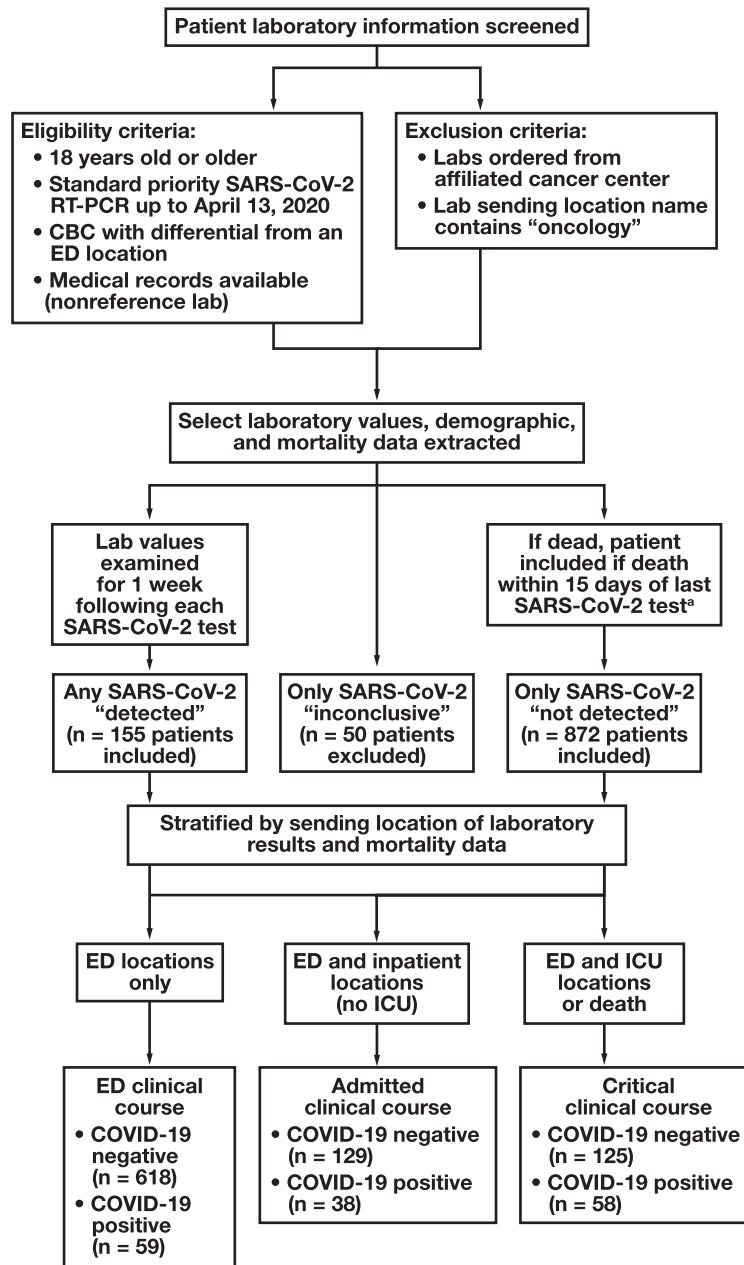 Patient laboratory information screened
Eligibility criteria:
• 18 years old or older
• Standard priority SARS-CoV-2
RT-PCR up to April 13, 2020
• CBC with differential from an
ED location
• Medical records available
(nonreference lab)
Exclusion criteria:
• Labs ordered from
affiliated cancer center
• Lab sending location name
contains “oncology”
Select laboratory values, demographic,
and mortality data extracted
Lab values
examined
for 1 week
following each
SARS-CoV-2 test
If dead, patient
included if death
within 15 days of last
SARS-CoV-2 testᵃ
Any SARS-CoV-2
“detected”
(n = 155 patients
included)
Only SARS-CoV-2
“inconclusive”
(n = 50 patients
excluded)
Only SARS-CoV-2
“not detected”
(n = 872 patients
included)
Stratified by sending location of laboratory
results and mortality data
ED locations
only
ED and inpatient
locations
(no ICU)
ED and ICU
locations
or death
ED clinical
course
• COVID-19
negative
(n = 618)
• COVID-19
positive
(n = 59)
Admitted
clinical course
• COVID-19 negative
(n = 129)
• COVID-19 positive
(n = 38)
Critical
clinical course
• COVID-19 negative
(n = 125)
• COVID-19 positive
(n = 58)